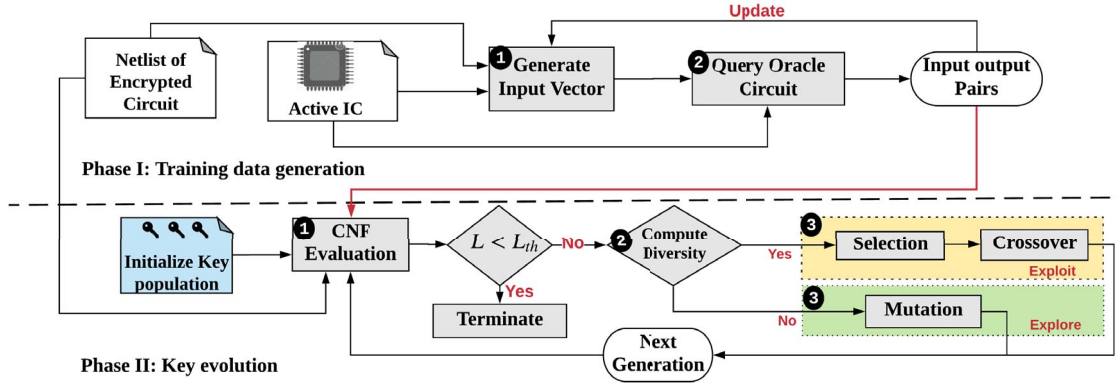 Update
Netlist of
Encrypted
Circuit
Active IC
1
Generate
Input Vector
2
Query Oracle
Circuit
Input output
Pairs
Phase I: Training data generation
Initialize Key
population
1
CNF
Evaluation
L < Lth
No
Yes
Terminate
2
Compute
Diversity
Yes
No
3
Selection
Crossover
Exploit
3
Mutation
Explore
Next
Generation
Phase II: Key evolution